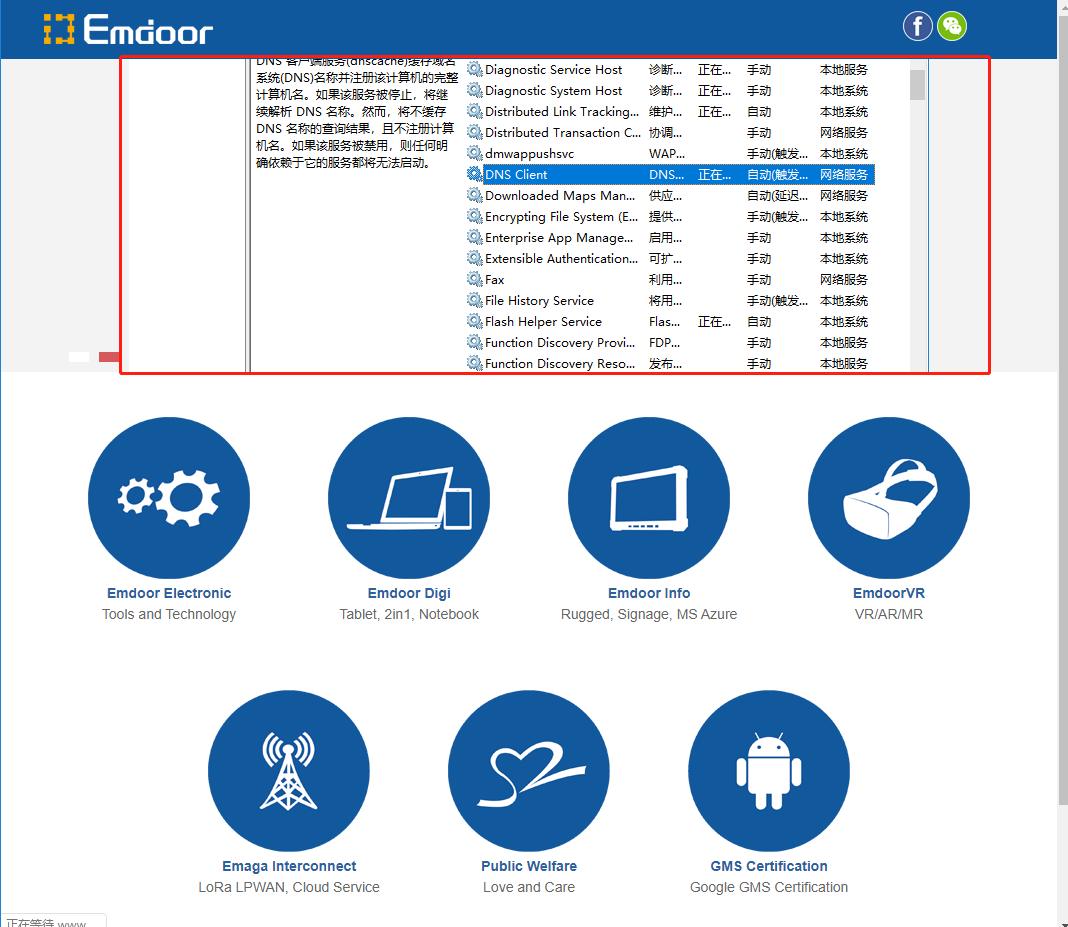 Emdoor
f
DNS 客户端服务(dnscache)缓存域名
系统(DNS)名称并注册该计算机的完整
计算机名。如果该服务被停止，将继
续解析 DNS 名称。然而，将不缓存
DNS 名称的查询结果，且不注册计算
机名。如果该服务被禁用，则任何明
确依赖于它的服务都将无法启动。
Diagnostic Service Host 诊断... 正在... 手动 本地服务
Diagnostic System Host 诊断... 正在... 手动 本地系统
Distributed Link Tracking... 维护... 正在... 自动 本地系统
Distributed Transaction C... 协调... 手动 网络服务
dmwappushsvc WAP... 手动(触发... 本地系统
DNS Client DNS... 正在... 自动(触发... 网络服务
Downloaded Maps Man... 供应... 自动(延迟... 网络服务
Encrypting File System (E... 提供... 手动(触发... 本地系统
Enterprise App Manage... 启用... 手动 本地系统
Extensible Authentication... 可扩... 手动 本地系统
Fax 利用... 手动 网络服务
File History Service 将用... 手动(触发... 本地系统
Flash Helper Service Flas... 正在... 自动 本地系统
Function Discovery Provi... FDP... 手动 本地服务
Function Discovery Reso... 发布... 手动 本地服务
Emdoor Electronic
Tools and Technology
Emdoor Digi
Tablet, 2in1, Notebook
Emdoor Info
Rugged, Signage, MS Azure
EmdoorVR
VR/AR/MR
Emaga Interconnect
LoRa LPWAN, Cloud Service
Public Welfare
Love and Care
GMS Certification
Google GMS Certification
正在等待 www